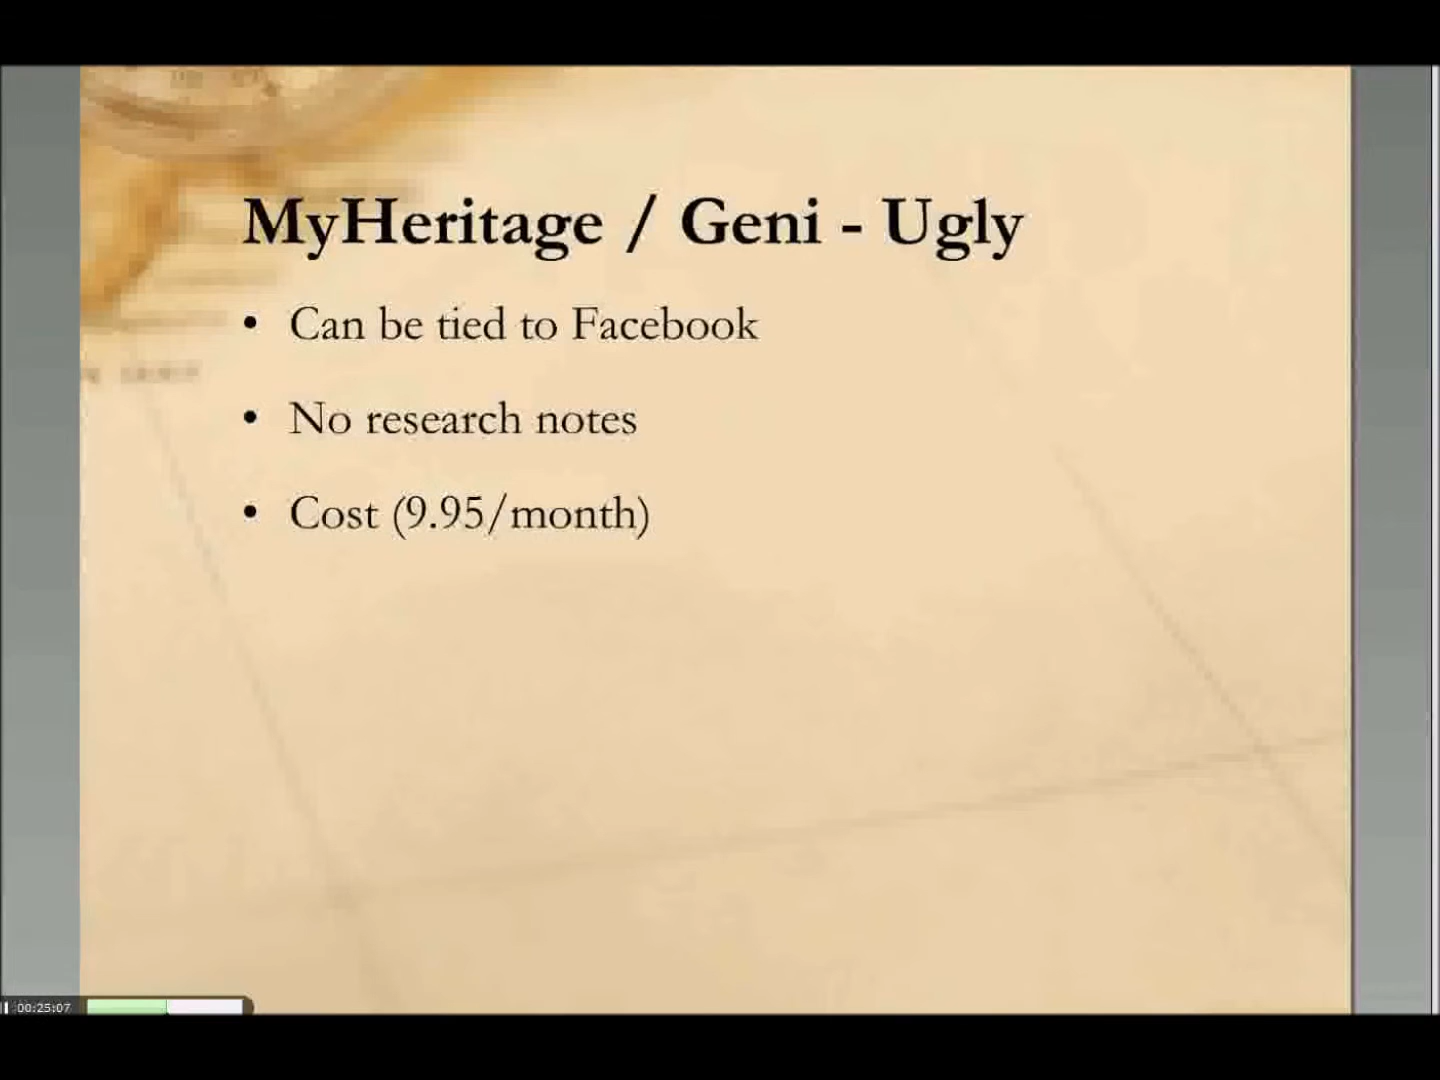 MyHeritage / Geni - Ugly
• Can be tied to Facebook
• No research notes
• Cost (9.95/month)
00:25:07